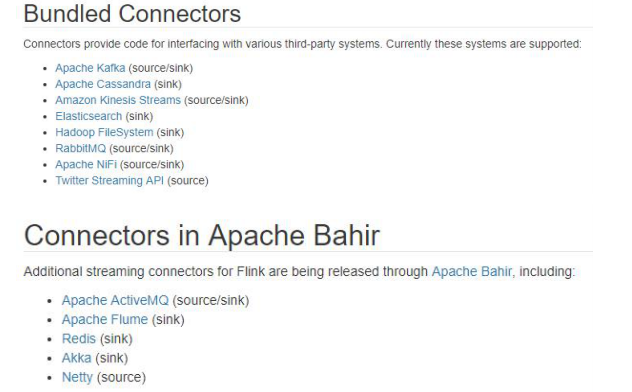 Bundled Connectors
Connectors provide code for interfacing with various third-party systems. Currently these systems are supported:
• Apache Kafka (source/sink)
• Apache Cassandra (sink)
• Amazon Kinesis Streams (source/sink)
• Elasticsearch (sink)
• Hadoop FileSystem (sink)
• RabbitMQ (source/sink)
• Apache NiFi (source/sink)
• Twitter Streaming API (source)
Connectors in Apache Bahir
Additional streaming connectors for Flink are being released through Apache Bahir, including:
• Apache ActiveMQ (source/sink)
• Apache Flume (sink)
• Redis (sink)
• Akka (sink)
• Netty (source)